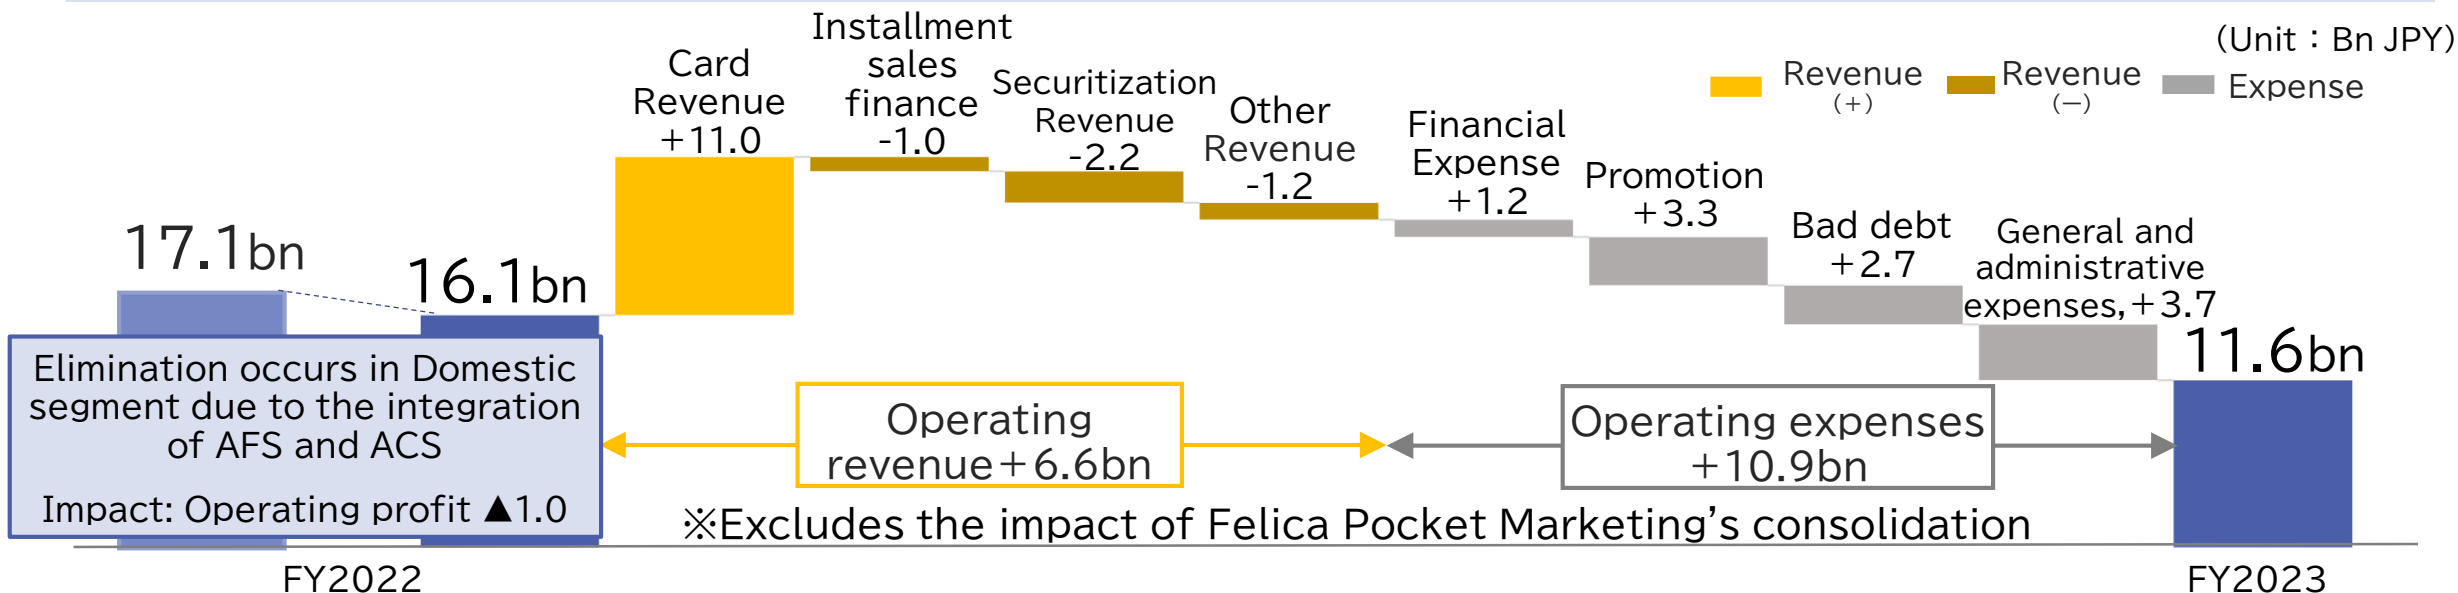 (Unit：Bn JPY)
Revenue
(+)
Revenue
(−)
Expense
17.1bn
16.1bn
Card
Revenue
+11.0
Installment
sales
finance
-1.0
Securitization
Revenue
-2.2
Other
Revenue
-1.2
Financial
Expense
+1.2
Promotion
+3.3
Bad debt
+2.7
General and
administrative
expenses,+3.7
11.6bn
Elimination occurs in Domestic
segment due to the integration
of AFS and ACS
Impact: Operating profit ▲1.0
Operating
revenue+6.6bn
Operating expenses
+10.9bn
※Excludes the impact of Felica Pocket Marketing’s consolidation
FY2022
FY2023